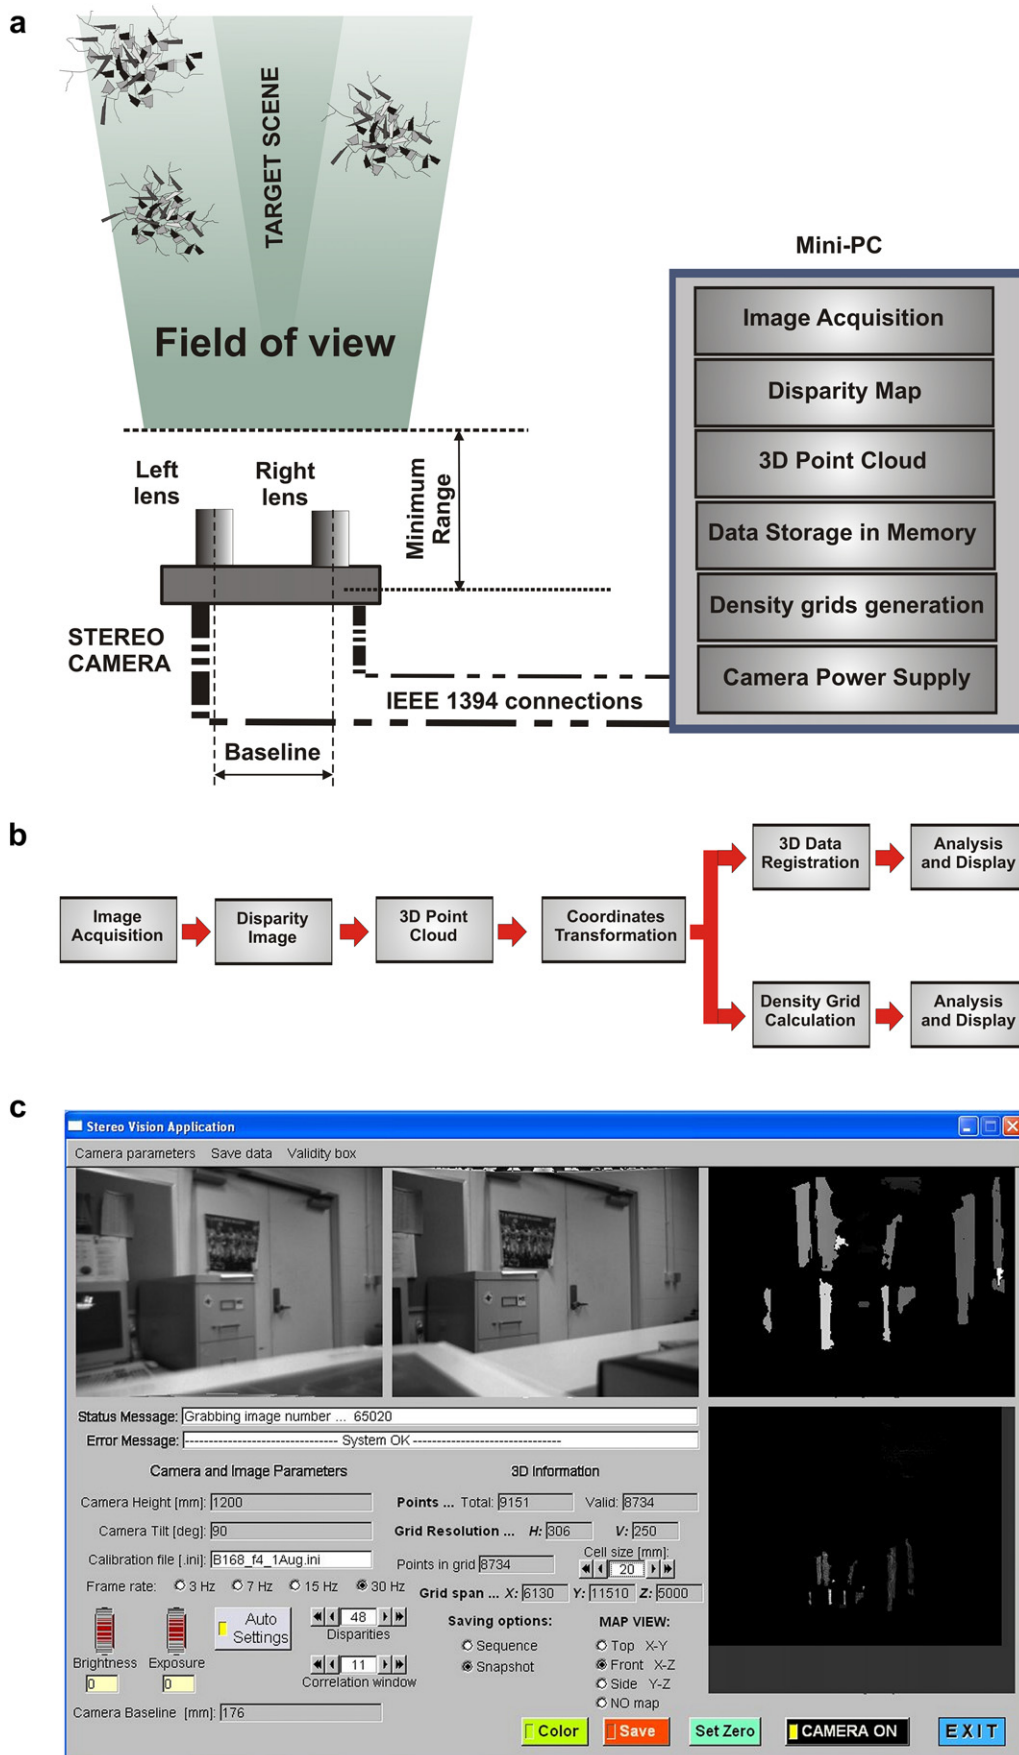 a
TARGET SCENE
Field of view
Left
lens
Right
lens
Minimum
Range
STEREO
CAMERA
IEEE 1394 connections
Baseline
Mini-PC
Image Acquisition
Disparity Map
3D Point Cloud
Data Storage in Memory
Density grids generation
Camera Power Supply
b
Image
Acquisition
Disparity
Image
3D Point
Cloud
Coordinates
Transformation
3D Data
Registration
Analysis
and Display
Density Grid
Calculation
Analysis
and Display
c
Stereo Vision Application
Camera parameters Save data Validity box
Status Message: Grabbing image number ... 65020
Error Message: -------------------------------- System OK --------------------------------
Camera and Image Parameters
Camera Height [mm]: 1200
Camera Tilt [deg]: 90
Calibration file [.ini]: B168_f4_1Aug.ini
Frame rate: 3 Hz 7 Hz 15 Hz 30 Hz
Auto
Settings
48
Disparities
11
Correlation window
Brightness
0
Exposure
0
Camera Baseline [mm]: 176
3D Information
Points ... Total: 9151 Valid: 8734
Grid Resolution ... H: 306 V: 250
Points in grid 8734
Cell size [mm]:
20
Grid span ... X: 6130 Y: 11510 Z: 5000
Saving options:
Sequence
Snapshot
MAP VIEW:
Top X-Y
Front X-Z
Side Y-Z
NO map
Color
Save
Set Zero
CAMERA ON
EXIT